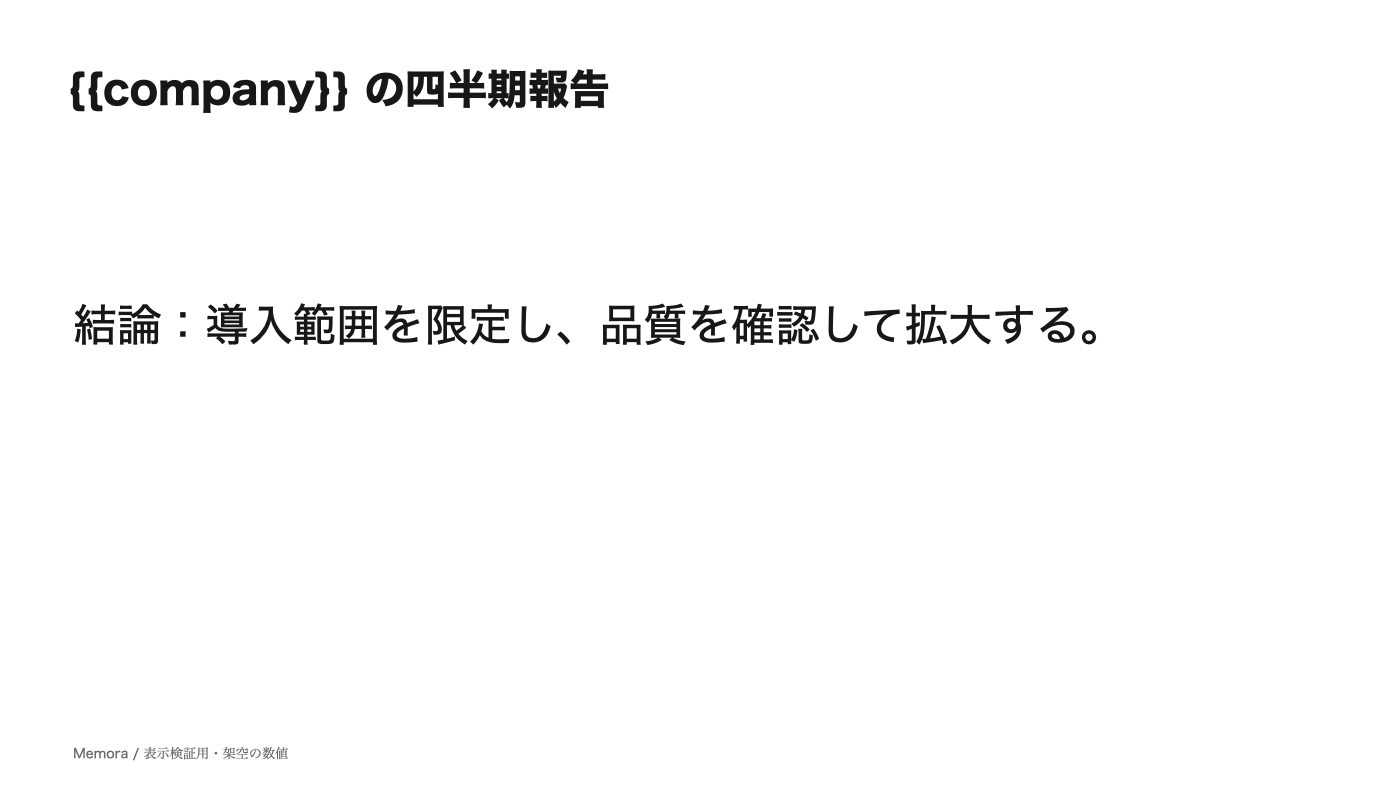 {{company}} の四半期報告
結論：導入範囲を限定し、品質を確認して拡大する。
Memora / 表示検証用・架空の数値